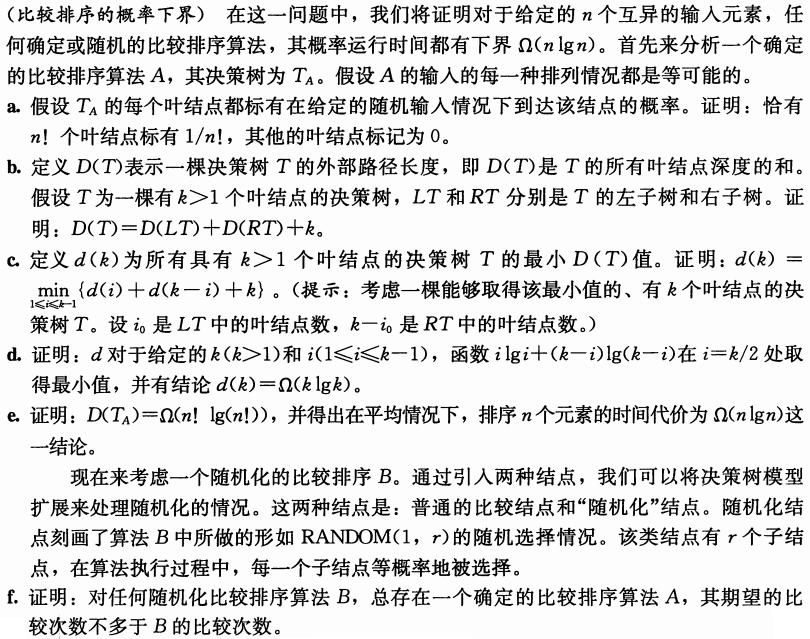 (比较排序的概率下界) 在这一问题中，我们将证明对于给定的 n 个互异的输入元素，任
何确定或随机的比较排序算法，其概率运行时间都有下界 Ω(n lg n)。首先来分析一个确定
的比较排序算法 A，其决策树为 T_A。假设 A 的输入的每一种排列情况都是等可能的。
a. 假设 T_A 的每个叶结点都标有在给定的随机输入情况下到达该结点的概率。证明：恰有
n! 个叶结点标有 1/n!，其他的叶结点标记为 0。
b. 定义 D(T)表示一棵决策树 T 的外部路径长度，即 D(T)是 T 的所有叶结点深度的和。
假设 T 为一棵有 k>1 个叶结点的决策树，LT 和 RT 分别是 T 的左子树和右子树。证
明：D(T)=D(LT)+D(RT)+k。
c. 定义 d(k)为所有具有 k>1 个叶结点的决策树 T 的最小 D(T)值。证明：d(k) =
min_{1≤i≤k-1} {d(i)+d(k-i)+k}。(提示：考虑一棵能够取得该最小值的、有 k 个叶结点的决
策树 T。设 i₀ 是 LT 中的叶结点数，k-i₀ 是 RT 中的叶结点数。)
d. 证明：d 对于给定的 k(k>1)和 i(1≤i≤k-1)，函数 i lg i+(k-i)lg(k-i)在 i=k/2 处取
得最小值，并有结论 d(k)=Ω(k lg k)。
e. 证明：D(T_A)=Ω(n! lg(n!))，并得出在平均情况下，排序 n 个元素的时间代价为 Ω(n lg n)这
一结论。
现在来考虑一个随机化的比较排序 B。通过引入两种结点，我们可以将决策树模型
扩展来处理随机化的情况。这两种结点是：普通的比较结点和“随机化”结点。随机化结
点刻画了算法 B 中所做的形如 RANDOM(1, r)的随机选择情况。该类结点有 r 个子结
点，在算法执行过程中，每一个子结点等概率地被选择。
f. 证明：对任何随机化比较排序算法 B，总存在一个确定的比较排序算法 A，其期望的比
较次数不多于 B 的比较次数。